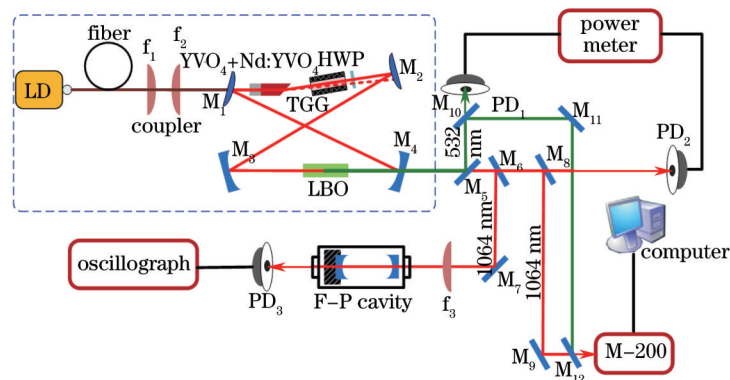 fiber
f₁
f₂
LD
coupler
YVO₄+Nd:YVO₄
HWP
TGG
M₁
M₂
M₃
M₄
LBO
532 nm
M₅
M₆
M₈
M₁₀
PD₁
M₁₁
power meter
PD₂
computer
1064 nm
1064 nm
M₇
oscillograph
PD₃
F-P cavity
f₃
M₉
M₁₂
M-200